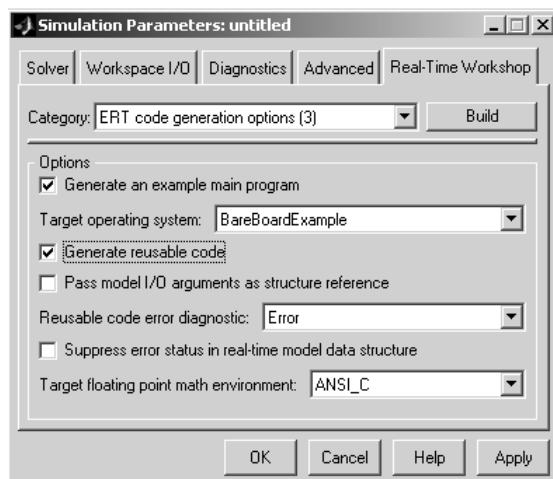 Simulation Parameters: untitled
Solver Workspace I/O Diagnostics Advanced Real-Time Workshop
Category: ERT code generation options (3) Build
Options
Generate an example main program
Target operating system: BareBoardExample
Generate reusable code
Pass model I/O arguments as structure reference
Reusable code error diagnostic: Error
Suppress error status in real-time model data structure
Target floating point math environment: ANSI_C
OK Cancel Help Apply